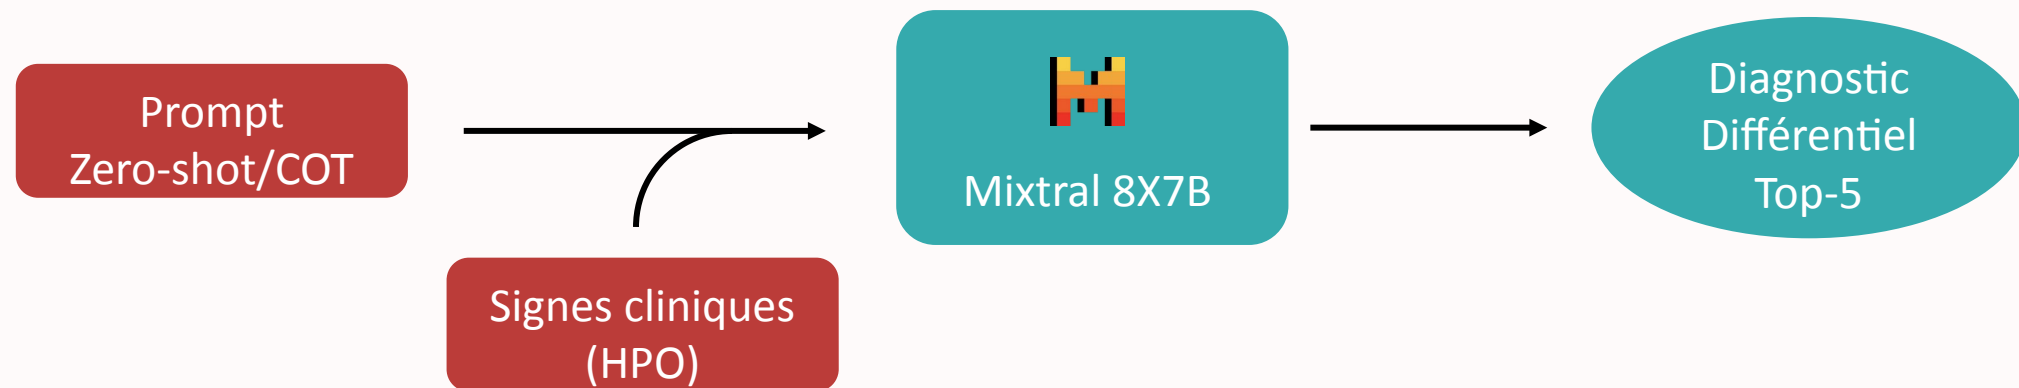 Prompt
Zero-shot/COT
Signes cliniques
(HPO)
Mixtral 8X7B
Diagnostic
Différentiel
Top-5